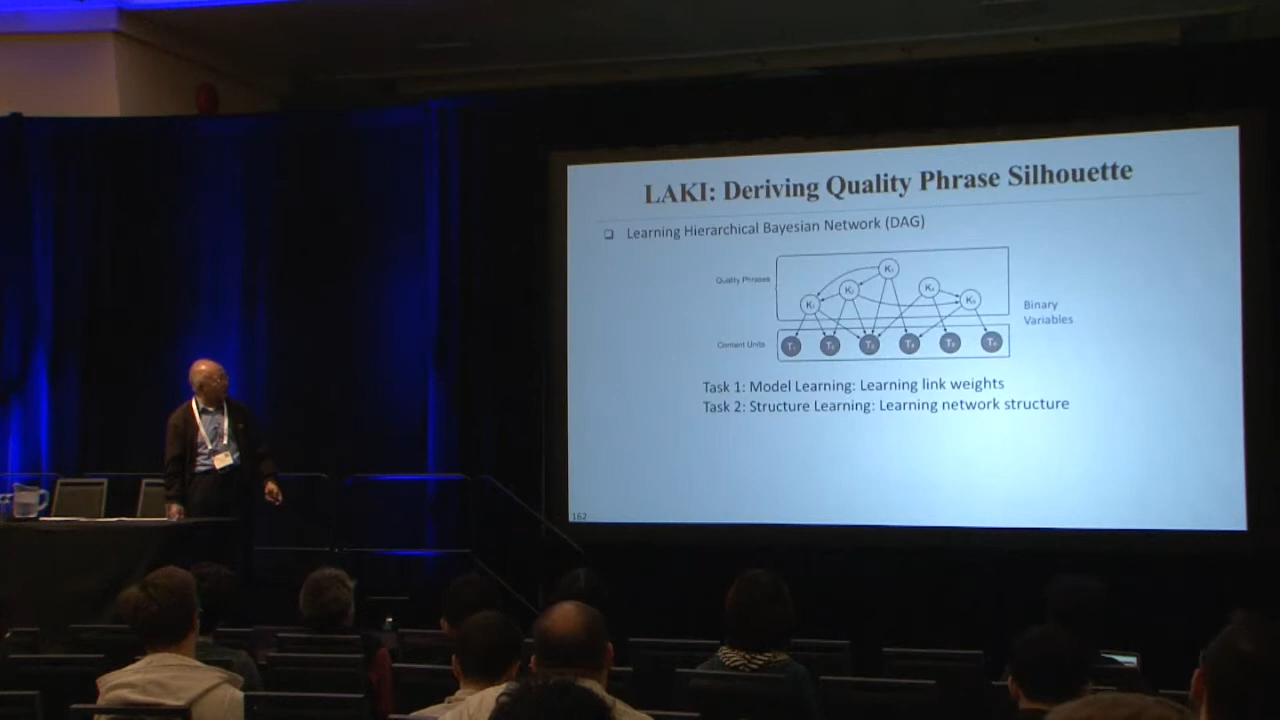 LAKI: Deriving Quality Phrase Silhouette
❑ Learning Hierarchical Bayesian Network (DAG)
Quality Phrases
Content Units
Binary
Variables
Task 1: Model Learning: Learning link weights
Task 2: Structure Learning: Learning network structure
162